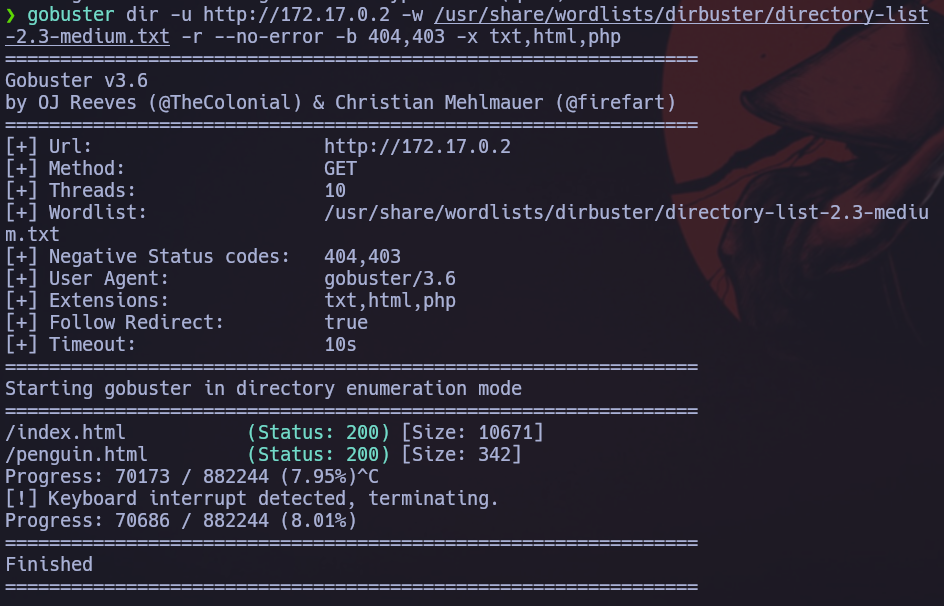 ❯ gobuster dir -u http://172.17.0.2 -w /usr/share/wordlists/dirbuster/directory-list
-2.3-medium.txt -r --no-error -b 404,403 -x txt,html,php
===============================================================
Gobuster v3.6
by OJ Reeves (@TheColonial) & Christian Mehlmauer (@firefart)
===============================================================
[+] Url:                     http://172.17.0.2
[+] Method:                  GET
[+] Threads:                 10
[+] Wordlist:                /usr/share/wordlists/dirbuster/directory-list-2.3-mediu
m.txt
[+] Negative Status codes:   404,403
[+] User Agent:              gobuster/3.6
[+] Extensions:              txt,html,php
[+] Follow Redirect:         true
[+] Timeout:                 10s
===============================================================
Starting gobuster in directory enumeration mode
===============================================================
/index.html           (Status: 200) [Size: 10671]
/penguin.html         (Status: 200) [Size: 342]
Progress: 70173 / 882244 (7.95%)^C
[!] Keyboard interrupt detected, terminating.
Progress: 70686 / 882244 (8.01%)
===============================================================
Finished
===============================================================